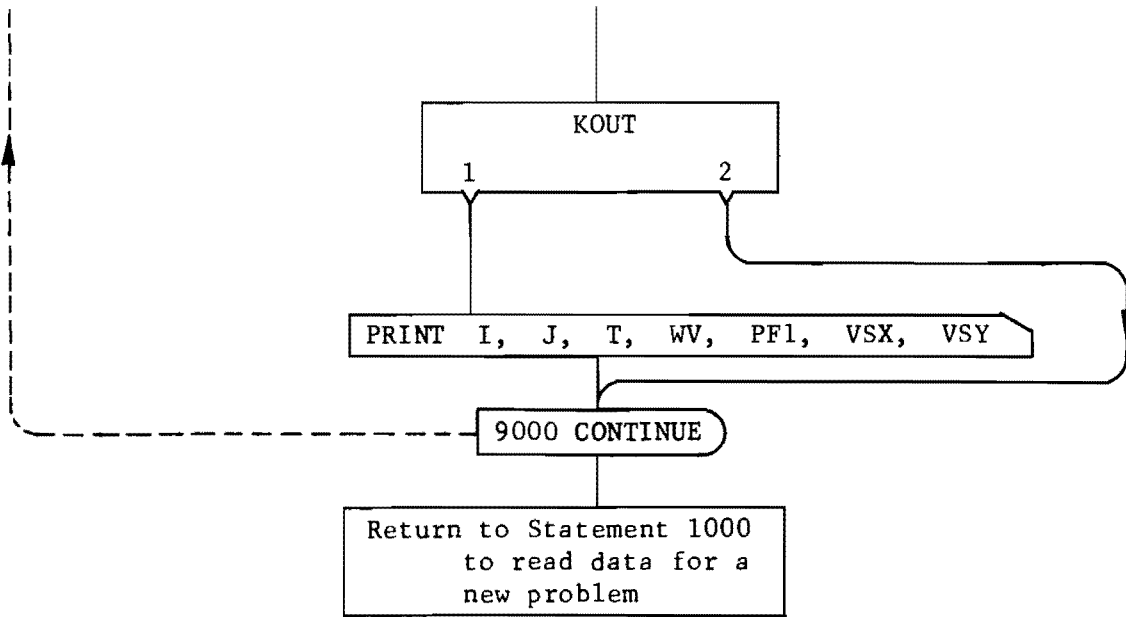 KOUT
1 2
PRINT I, J, T, WV, PF1, VSX, VSY
9000 CONTINUE
Return to Statement 1000
to read data for a
new problem